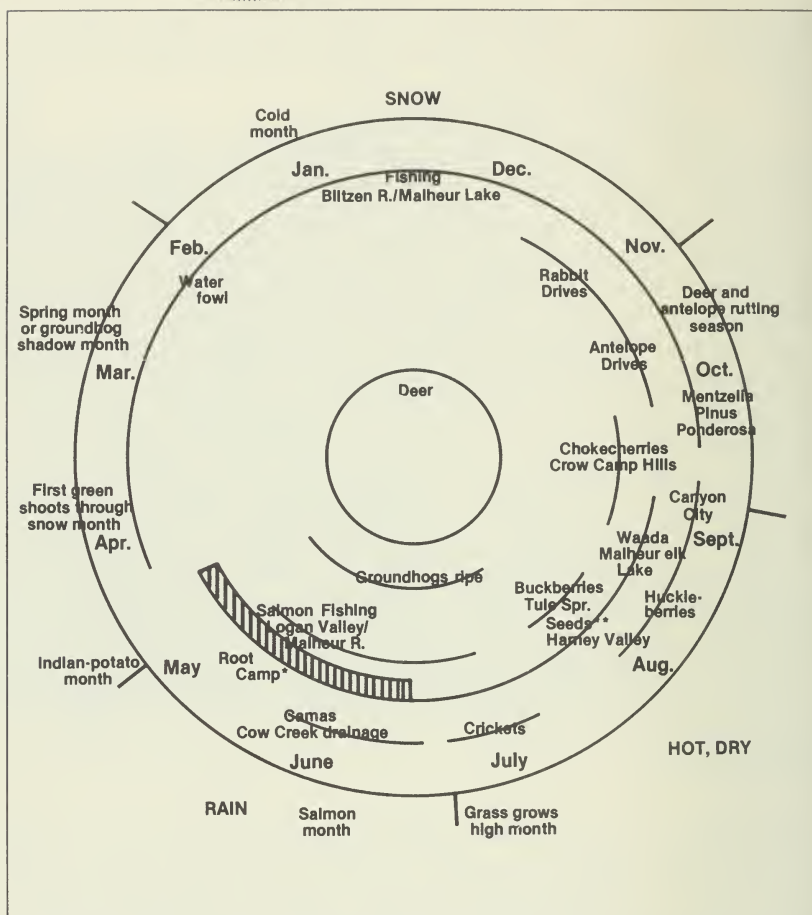 SNOW
Cold
month
Jan.
Dec.
Fishing
Blitzen R./Malheur Lake
Feb.
Nov.
Water
fowl
Rabbit
Drives
Deer and
antelope rutting
season
Spring month
or groundhog
shadow month
Mar.
Antelope
Drives
Oct.
Deer
Mentzelia
Pinus
Ponderosa
Chokecherries
Crow Camp Hills
First green
shoots through
snow month
Apr.
Canyon
City
Sept.
Waada
Malheur elk
Lake
Groundhogs ripe
Buckberries
Tule Spr.
Huckle-
berries
Seeds**
Harney Valley
Salmon Fishing
Logan Valley/
Malheur R.
Indian-potato
month
May
Root
Camp*
Aug.
Camas
Cow Creek drainage
Crickets
June
July
HOT, DRY
RAIN
Salmon
month
Grass grows
high month